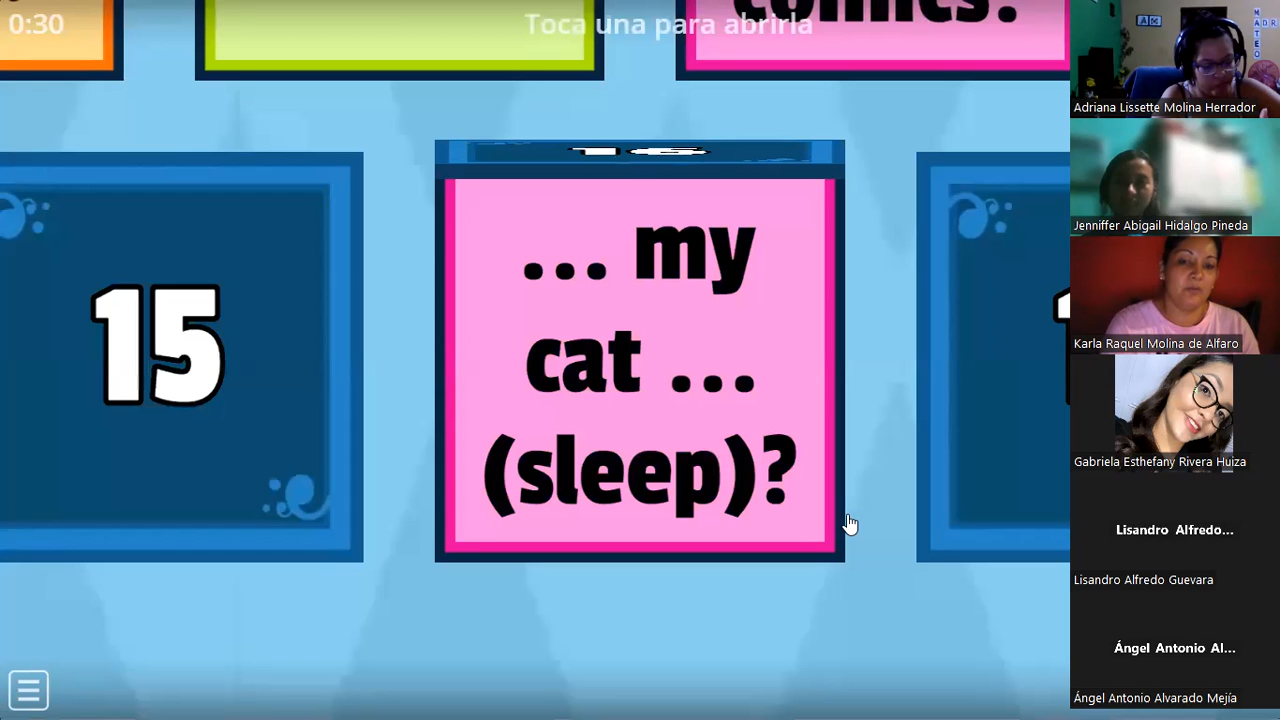 0:30
Toca una para abrirla
comics?
15
16
... my
cat ...
(sleep)?
Adriana Lissette Molina Herrador
Jenniffer Abigail Hidalgo Pineda
Karla Raquel Molina de Alfaro
Gabriela Esthefany Rivera Huiza
Lisandro Alfredo...
Lisandro Alfredo Guevara
Ángel Antonio Al...
Ángel Antonio Alvarado Mejía